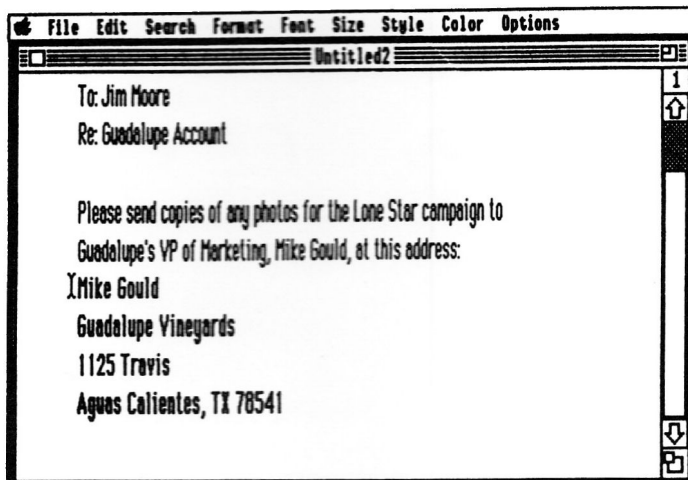 File Edit Search Format Font Size Style Color Options
Untitled2
1
To: Jim Moore
Re: Guadalupe Account
Please send copies of any photos for the Lone Star campaign to
Guadalupe's VP of Marketing, Mike Gould, at this address:
Mike Gould
Guadalupe Vineyards
1125 Travis
Aguas Calientes, TX 78541